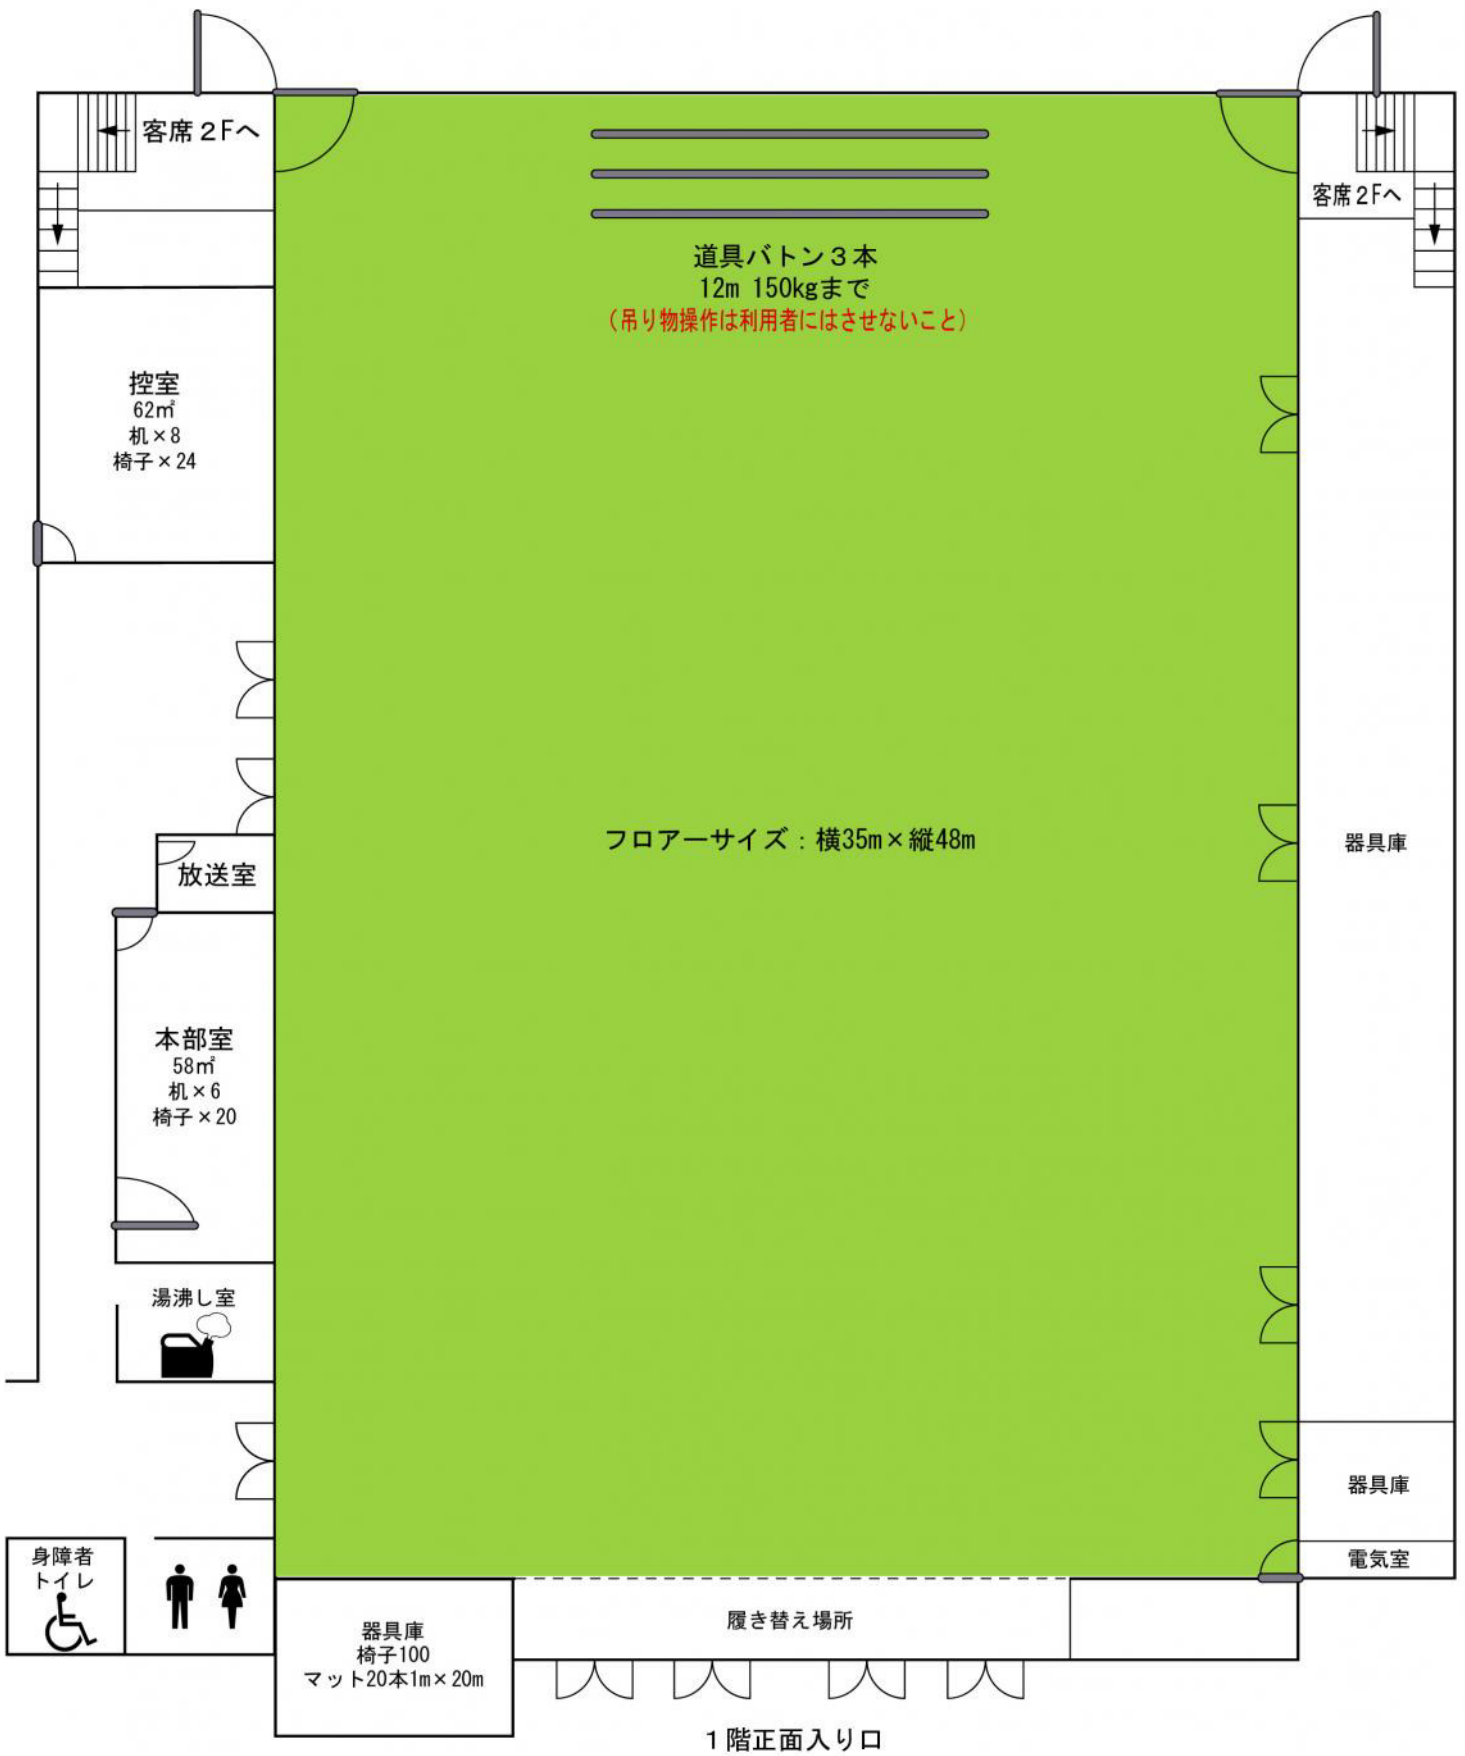 客席２Fへ
客席２Fへ
道具バトン３本
12m 150kgまで
（吊り物操作は利用者にはさせないこと）
控室
62㎡
机×8
椅子×24
フロアーサイズ：横35m×縦48m
器具庫
放送室
本部室
58㎡
机×6
椅子×20
湯沸し室
器具庫
電気室
身障者
トイレ
履き替え場所
器具庫
椅子100
マット20本1m×20m
１階正面入り口